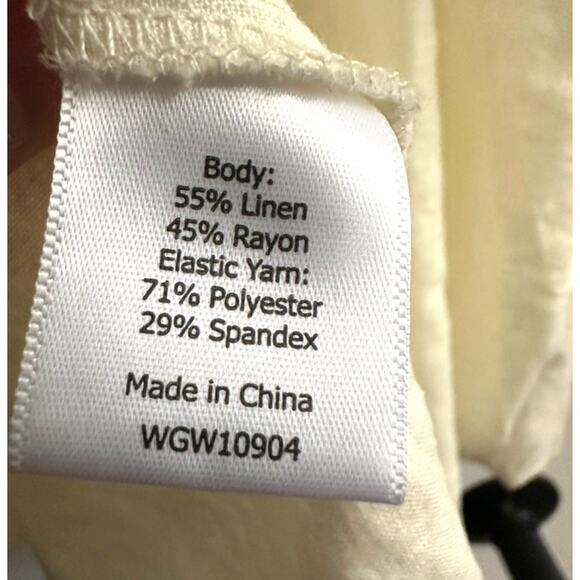 Body:
55% Linen
45% Rayon
Elastic Yarn:
71% Polyester
29% Spandex
Made in China
WGW10904